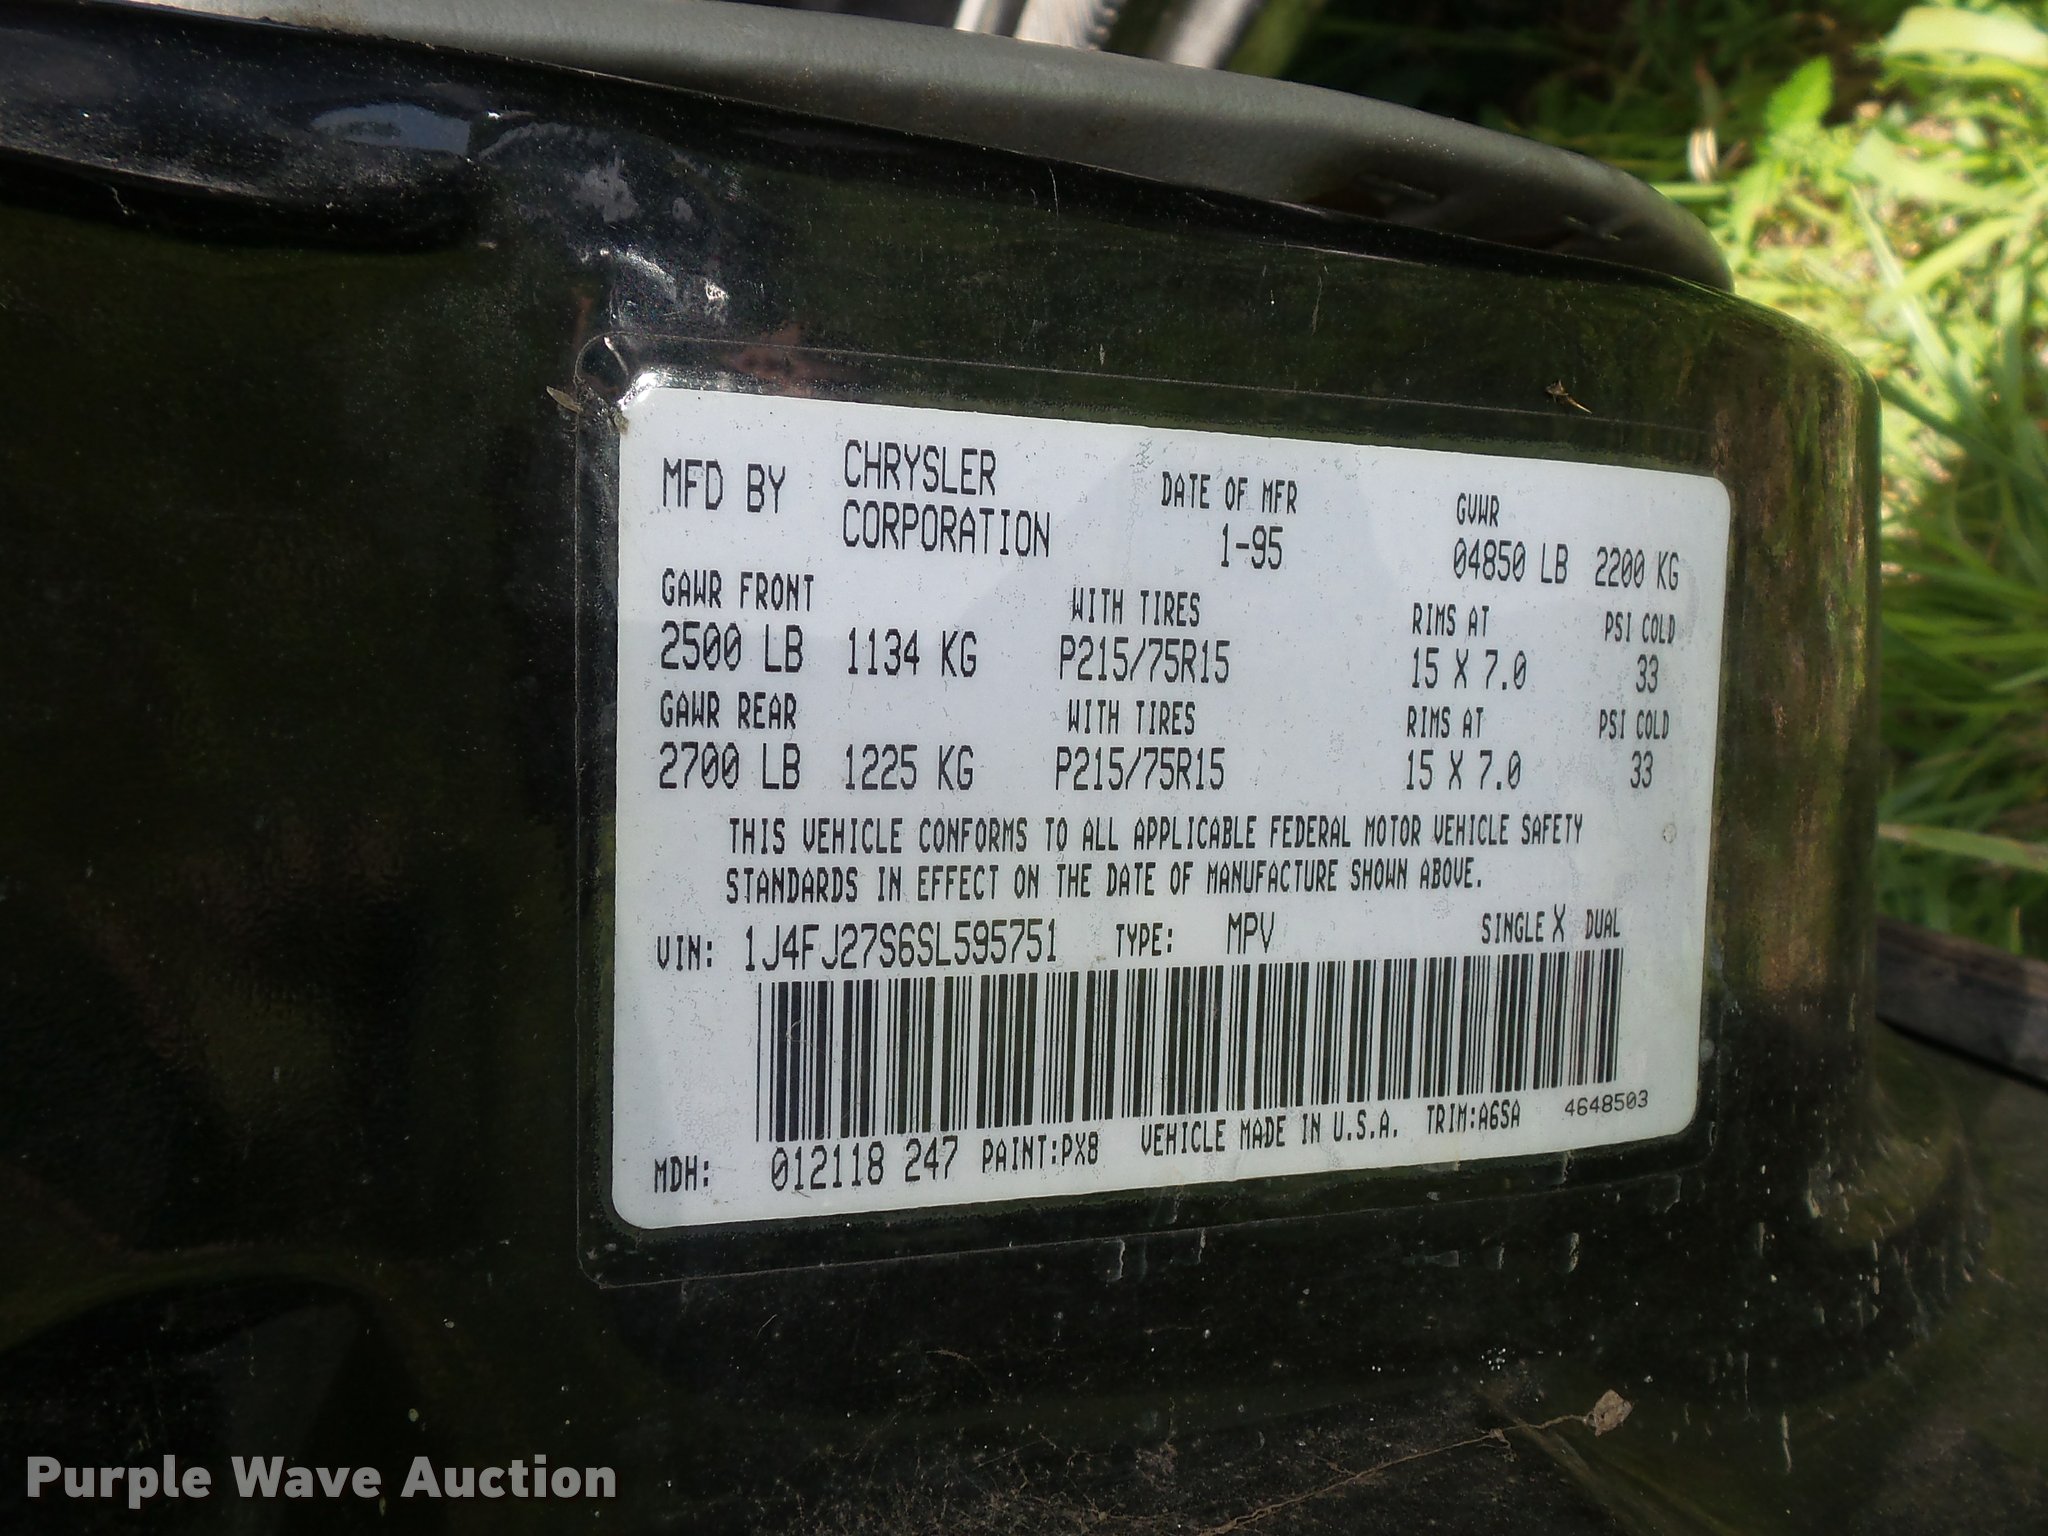 MFD BY CHRYSLER CORPORATION
DATE OF MFR 1-95
GVWR 04850 LB 2200 KG
GAWR FRONT WITH TIRES RIMS AT PSI COLD
2500 LB 1134 KG P215/75R15 15 X 7.0 33
GAWR REAR WITH TIRES RIMS AT PSI COLD
2700 LB 1225 KG P215/75R15 15 X 7.0 33
THIS VEHICLE CONFORMS TO ALL APPLICABLE FEDERAL MOTOR VEHICLE SAFETY
STANDARDS IN EFFECT ON THE DATE OF MANUFACTURE SHOWN ABOVE.
VIN: 1J4FJ27S6SL595751 TYPE: MPV SINGLE X DUAL
MDH: 012118 247 PAINT:PX8 VEHICLE MADE IN U.S.A. TRIM:A6SA 4648503
Purple Wave Auction